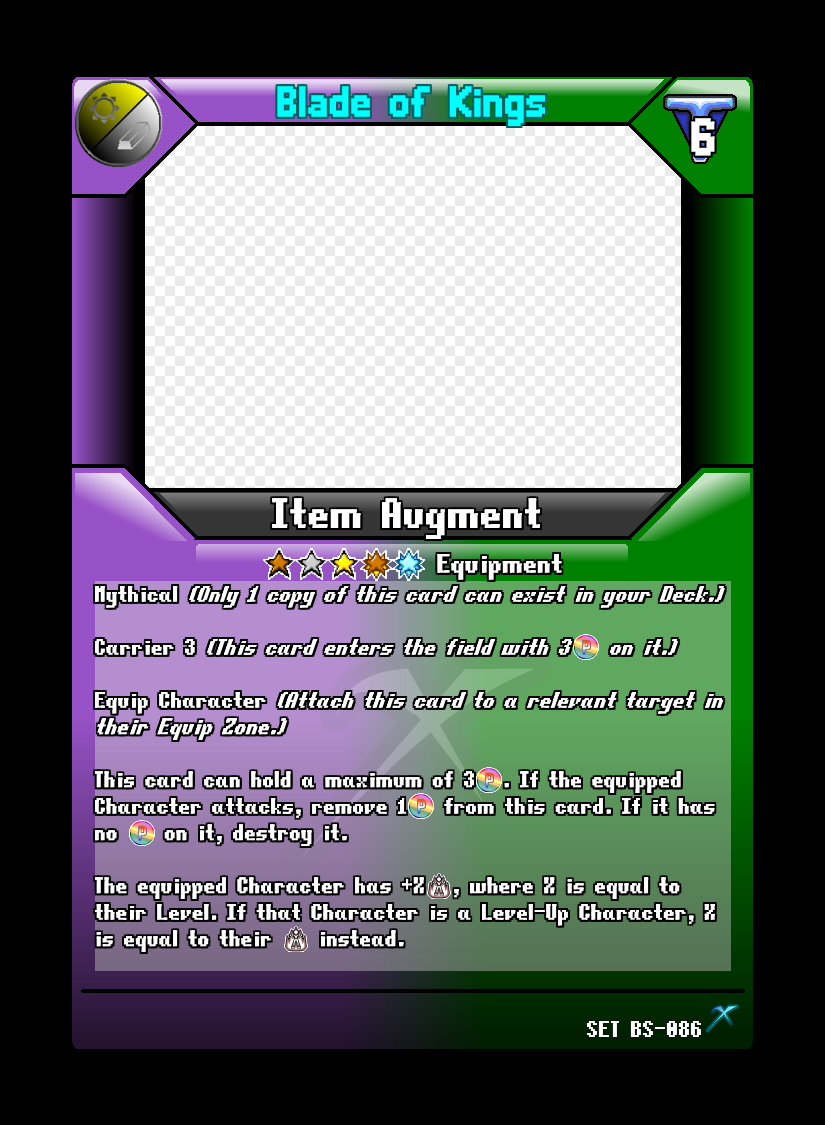 Blade of Kings
6
Item Augment
Equipment
Mythical (Only 1 copy of this card can exist in your Deck.)
Carrier 3 (This card enters the field with 3 P on it.)
Equip Character (Attach this card to a relevant target in
their Equip Zone.)
This card can hold a maximum of 3 P. If the equipped
Character attacks, remove 1 P from this card. If it has
no P on it, destroy it.
The equipped Character has +X, where X is equal to
their Level. If that Character is a Level-Up Character, X
is equal to their instead.
SET BS-086